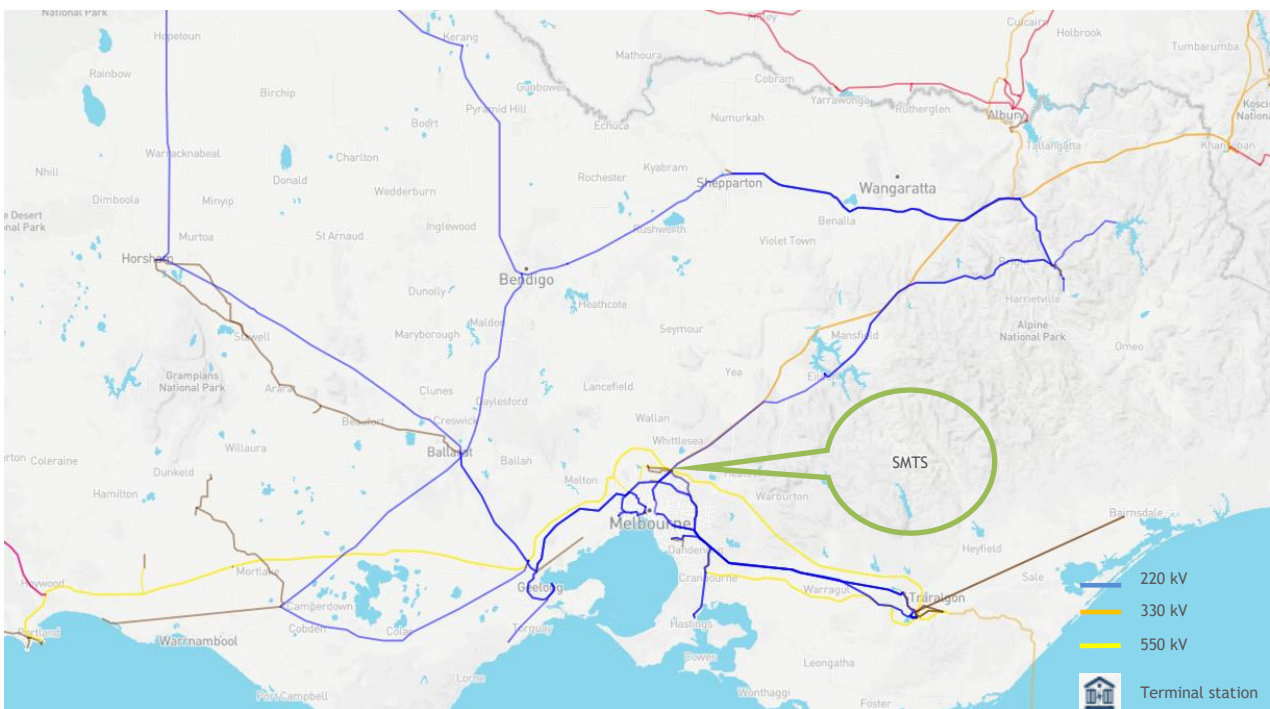 Hopetoun
Kerang
Finley
Culcairn
Holbrook
Tumbarumba
Rainbow
Mathoura
Cobram
Birchip
Gunbower
Yarrawonga
Rutherglen
Pyramid Hill
Boort
Numurkah
Albury
Echuca
Warracknabeal
Tallangatta
Khancoban
Nhill
Charlton
Kyabram
Donald
Rochester
Shepparton
Wangaratta
Dimboola
Minyip
Wedderburn
National Park
St Arnaud
Inglewood
Rushworth
Benalla
Murtoa
Violet Town
Horsham
Bendigo
Dunolly
Heathcote
Harrietville
Maldon
Seymour
Stawell
Maryborough
Mansfield
Alpine
National Park
Omeo
Grampians
National Park
Yea
Eildon
Ararat
Clunes
Lancefield
Daylesford
Beaufort
Creswick
Wallan
Whittlesea
Willaura
Ballarat
Ballan
SMTS
Coleraine
Dunkeld
Melton
Hamilton
Warburton
Melbourne
Bairnsdale
Dandenong
Heyfield
Mortlake
Cranbourne
Sale
220 kV
Heywood
Geelong
Warragul
Traralgon
Camperdown
330 kV
Portland
Cobden
Colac
Torquay
Hastings
Warrnambool
550 kV
Leongatha
Lorne
Port Campbell
Wonthaggi
Foster
Terminal station